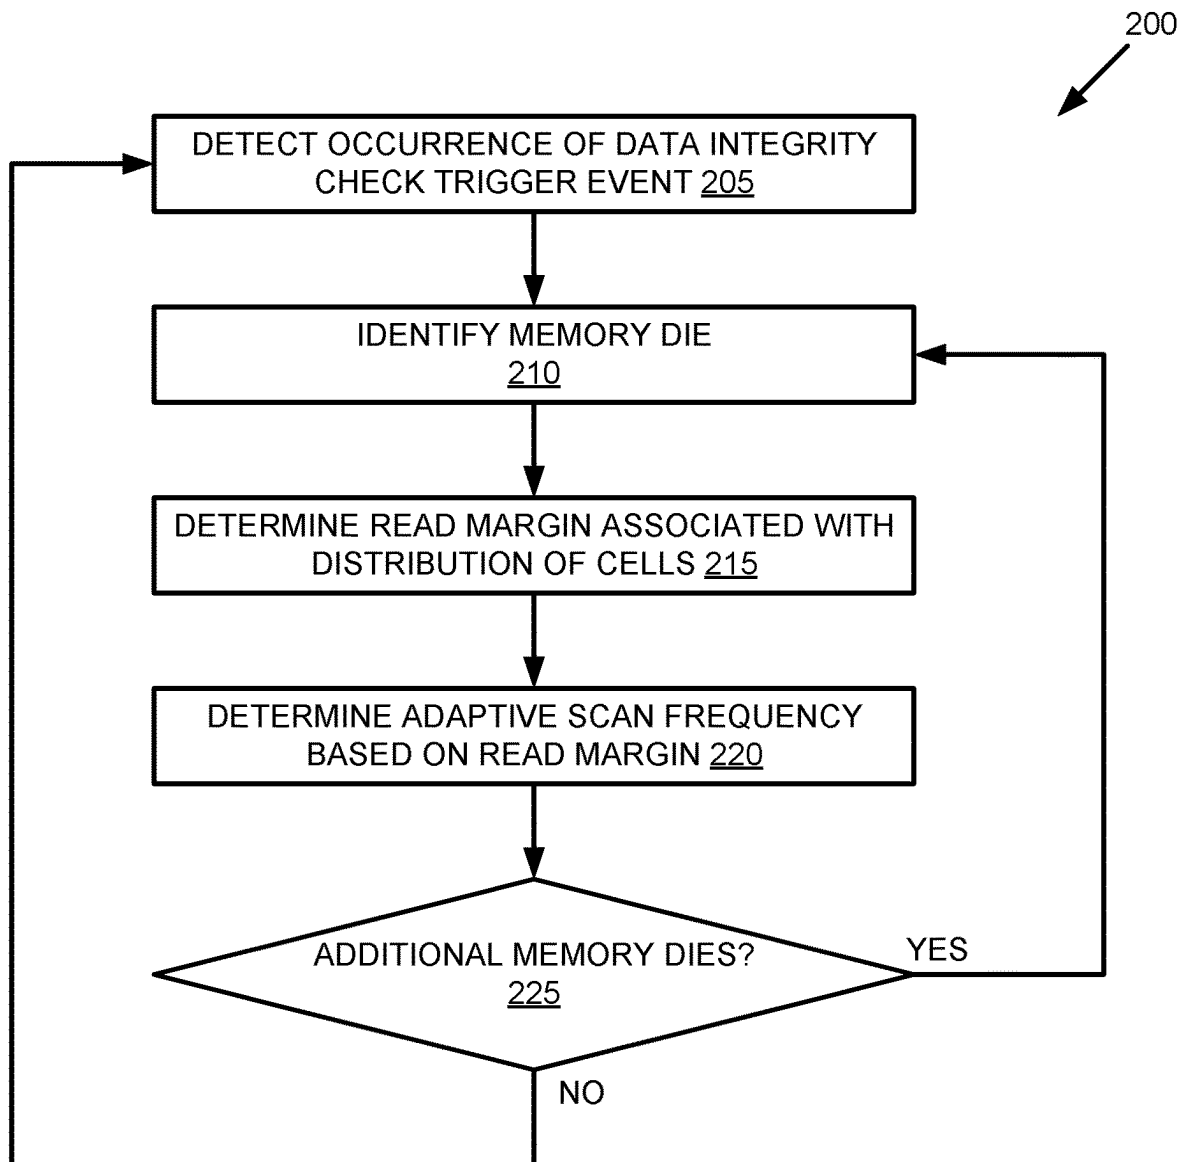 200
DETECT OCCURRENCE OF DATA INTEGRITY
CHECK TRIGGER EVENT 205
IDENTIFY MEMORY DIE
210
DETERMINE READ MARGIN ASSOCIATED WITH
DISTRIBUTION OF CELLS 215
DETERMINE ADAPTIVE SCAN FREQUENCY
BASED ON READ MARGIN 220
ADDITIONAL MEMORY DIES?
225
YES
NO